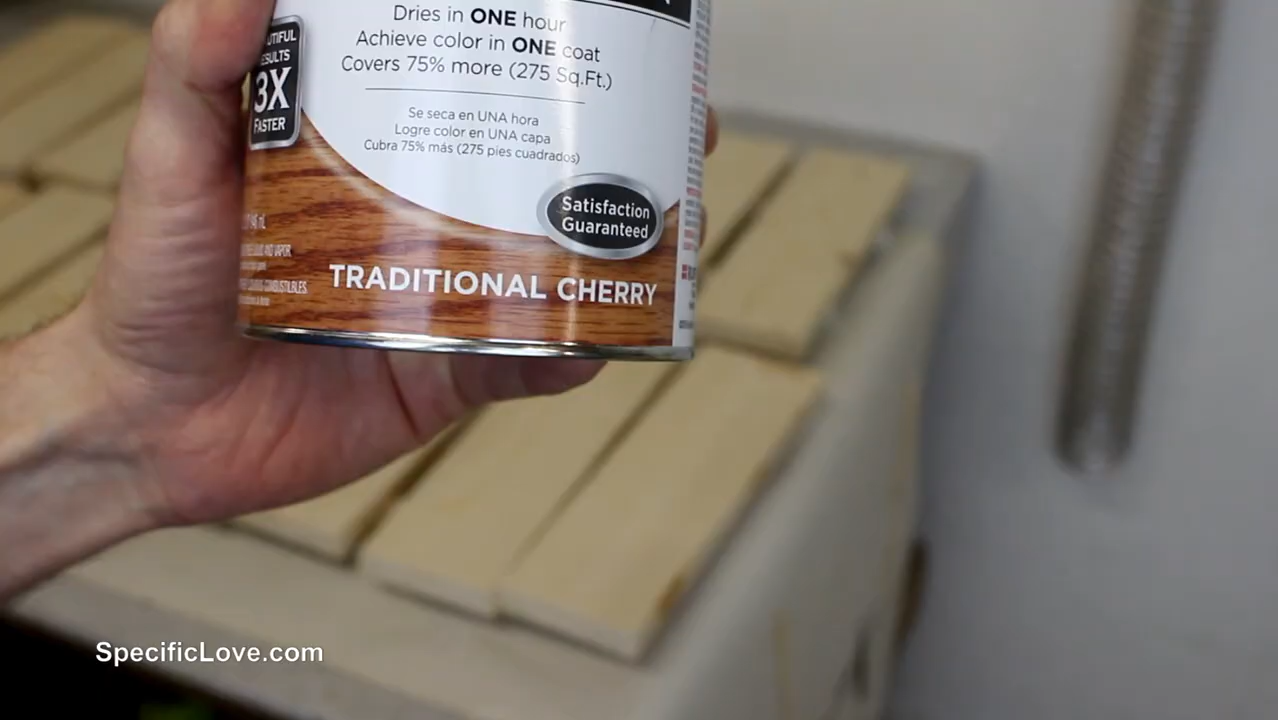 Dries in ONE hour
Achieve color in ONE coat
Covers 75% more (275 Sq.Ft.)
Se seca en UNA hora
Logre color en UNA capa
Cubra 75% más (275 pies cuadrados)
3X
FASTER
Satisfaction
Guaranteed
TRADITIONAL CHERRY
SpecificLove.com